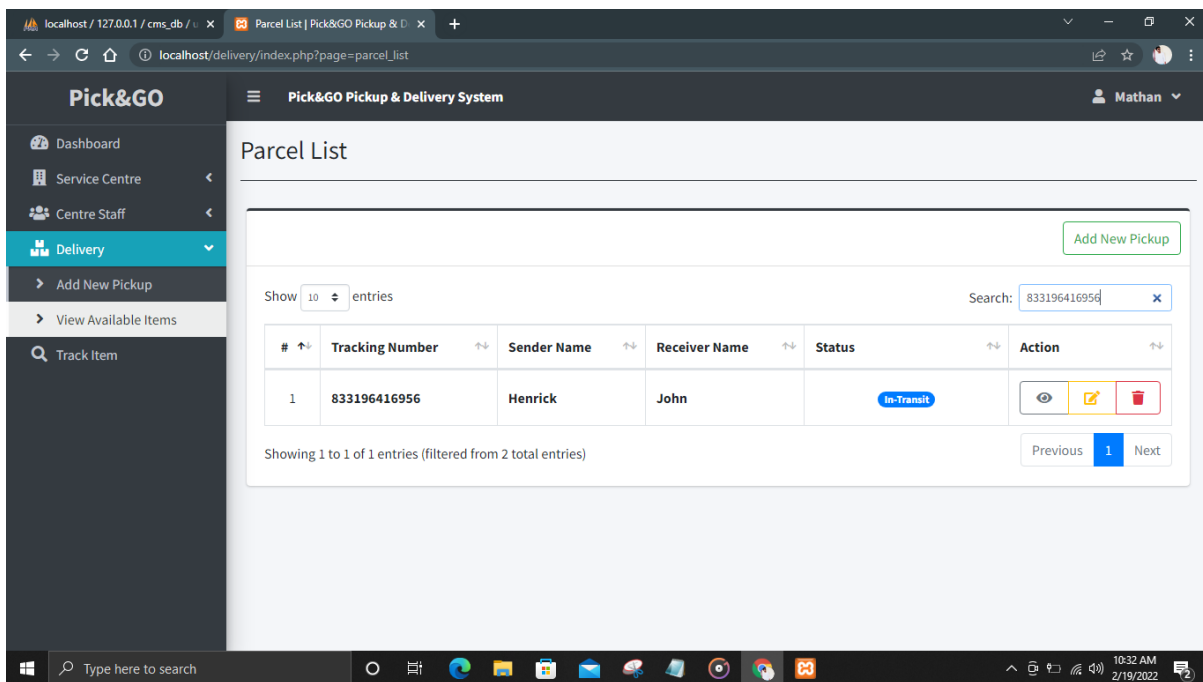 localhost / 127.0.0.1 / cms_db / u
Parcel List | Pick&GO Pickup & D
localhost/delivery/index.php?page=parcel_list
Pick&GO
Pick&GO Pickup & Delivery System
Mathan
Dashboard
Service Centre
Centre Staff
Delivery
Add New Pickup
View Available Items
Track Item
Parcel List
Add New Pickup
Show 10 entries
Search: 833196416956
# Tracking Number Sender Name Receiver Name Status Action
1 833196416956 Henrick John In-Transit
Showing 1 to 1 of 1 entries (filtered from 2 total entries)
Previous 1 Next
Type here to search
10:32 AM
2/19/2022
2